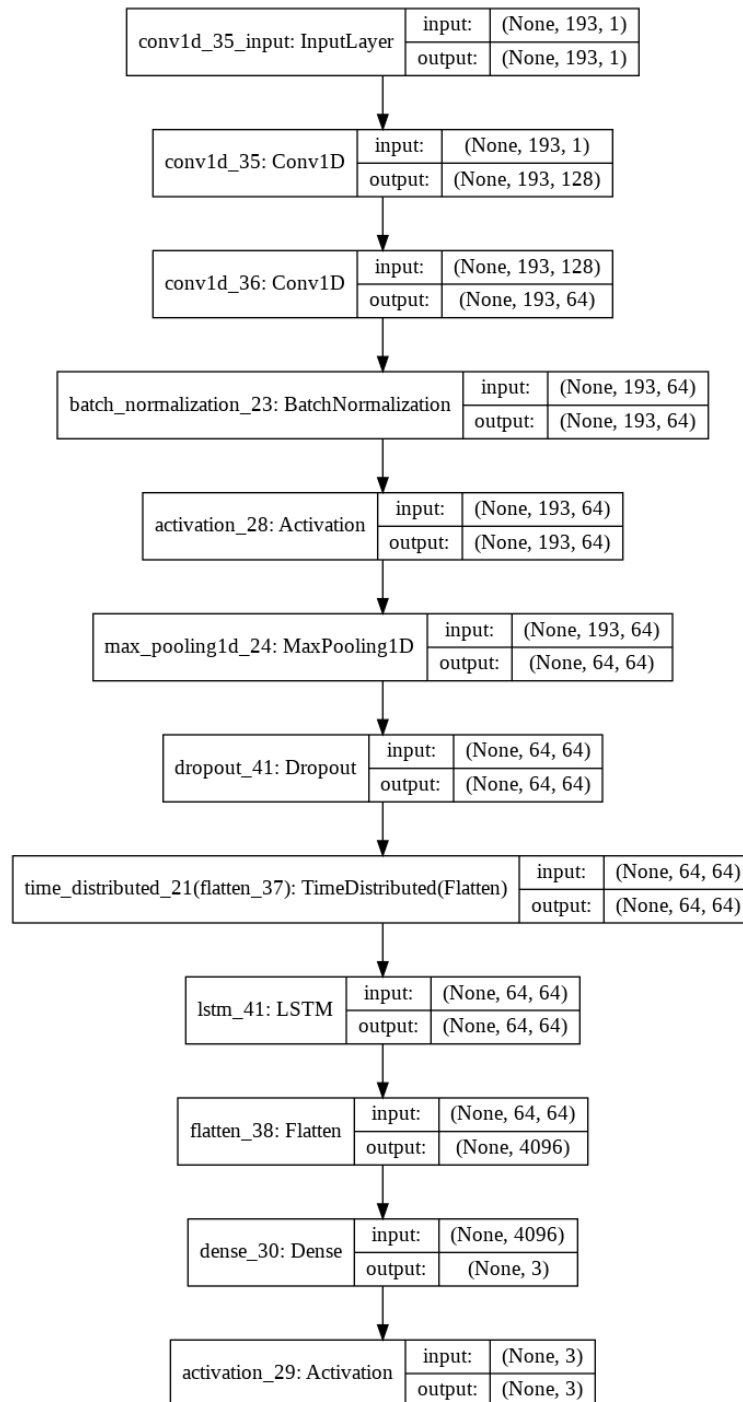 conv1d_35_input: InputLayer
input: (None, 193, 1)
output: (None, 193, 1)
conv1d_35: Conv1D
input: (None, 193, 1)
output: (None, 193, 128)
conv1d_36: Conv1D
input: (None, 193, 128)
output: (None, 193, 64)
batch_normalization_23: BatchNormalization
input: (None, 193, 64)
output: (None, 193, 64)
activation_28: Activation
input: (None, 193, 64)
output: (None, 193, 64)
max_pooling1d_24: MaxPooling1D
input: (None, 193, 64)
output: (None, 64, 64)
dropout_41: Dropout
input: (None, 64, 64)
output: (None, 64, 64)
time_distributed_21(flatten_37): TimeDistributed(Flatten)
input: (None, 64, 64)
output: (None, 64, 64)
lstm_41: LSTM
input: (None, 64, 64)
output: (None, 64, 64)
flatten_38: Flatten
input: (None, 64, 64)
output: (None, 4096)
dense_30: Dense
input: (None, 4096)
output: (None, 3)
activation_29: Activation
input: (None, 3)
output: (None, 3)